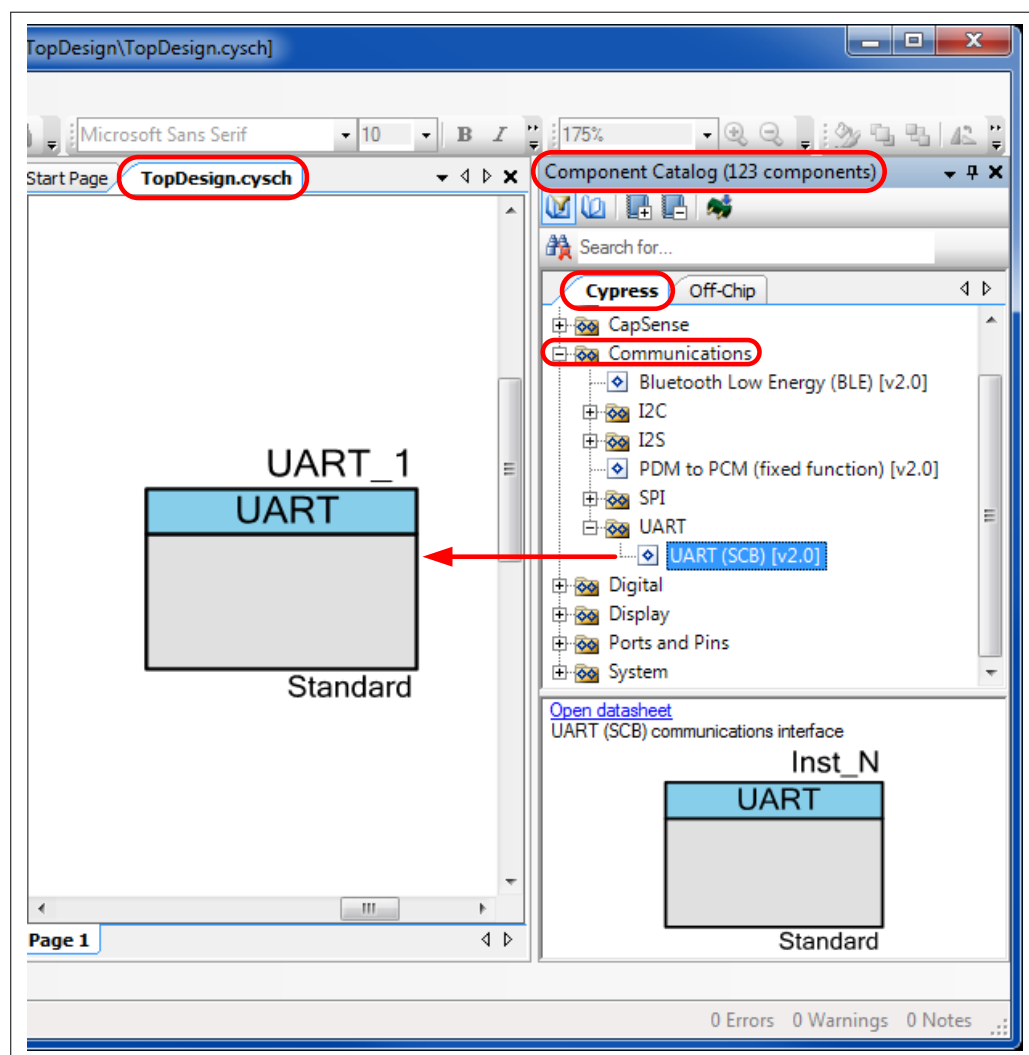 TopDesign\TopDesign.cysch]
Microsoft Sans Serif 10 B I 175%
Start Page TopDesign.cysch
Component Catalog (123 components)
Search for...
Cypress Off-Chip
CapSense
Communications
Bluetooth Low Energy (BLE) [v2.0]
I2C
I2S
PDM to PCM (fixed function) [v2.0]
SPI
UART
UART (SCB) [v2.0]
Digital
Display
Ports and Pins
System
UART_1
UART
Standard
Open datasheet
UART (SCB) communications interface
Inst_N
UART
Standard
Page 1
0 Errors 0 Warnings 0 Notes